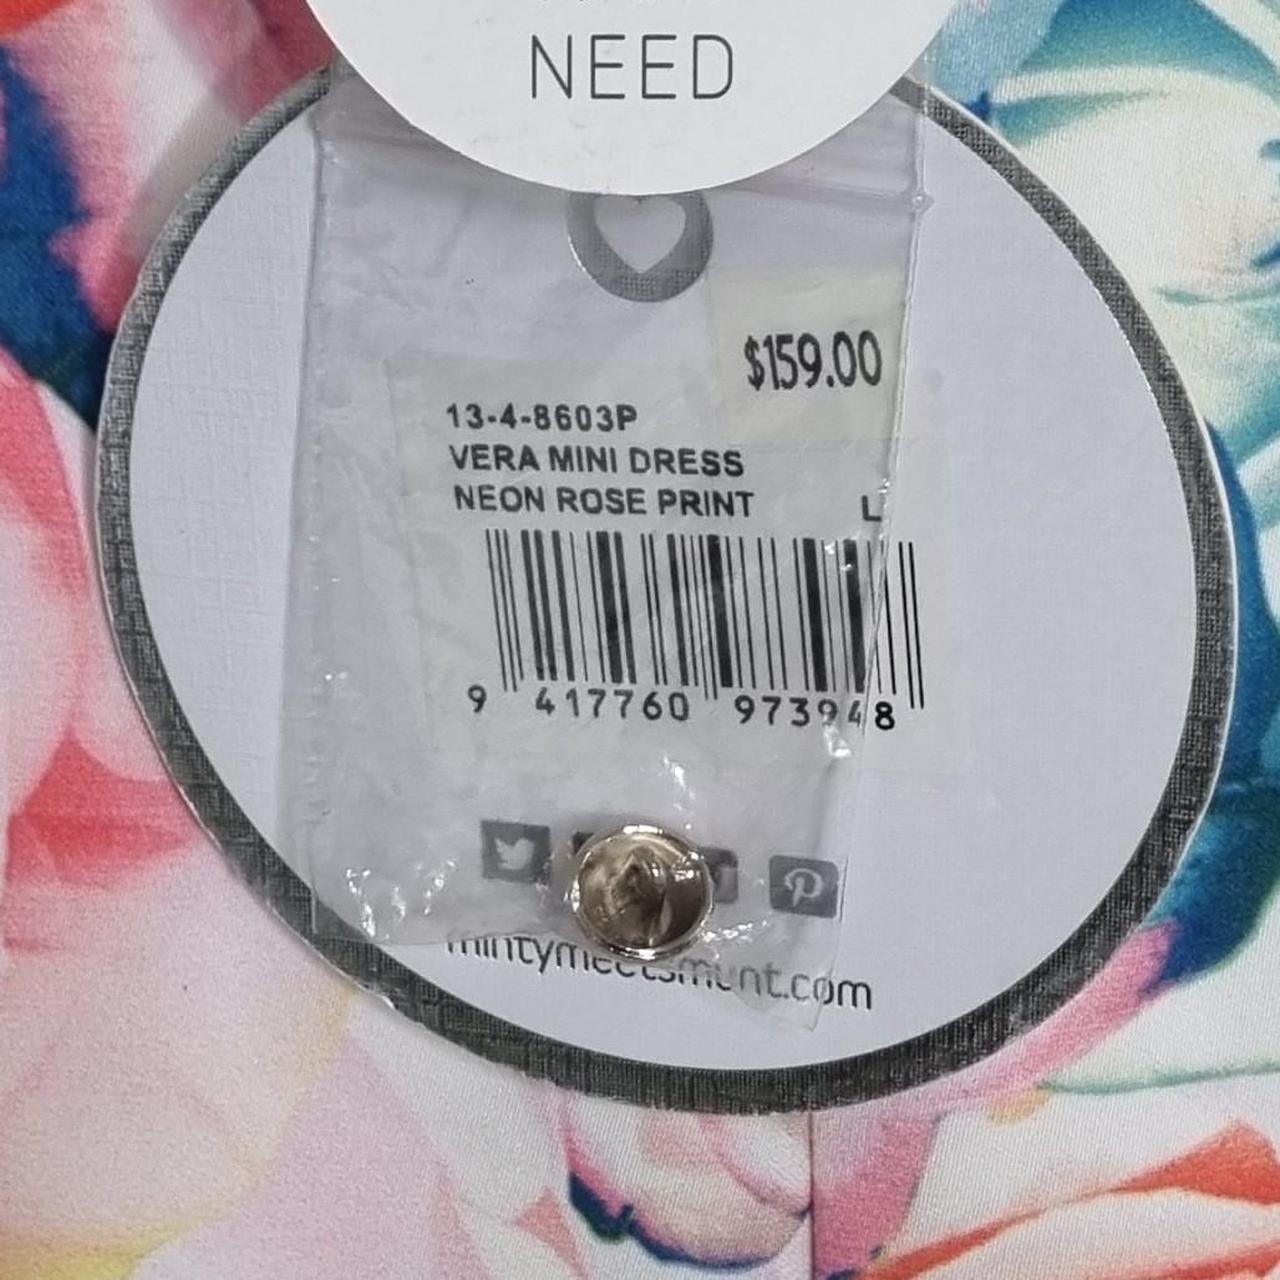 NEED
$159.00
13-4-8603P
VERA MINI DRESS
NEON ROSE PRINT L
9 417760 973948
mintymeetsmunt.com